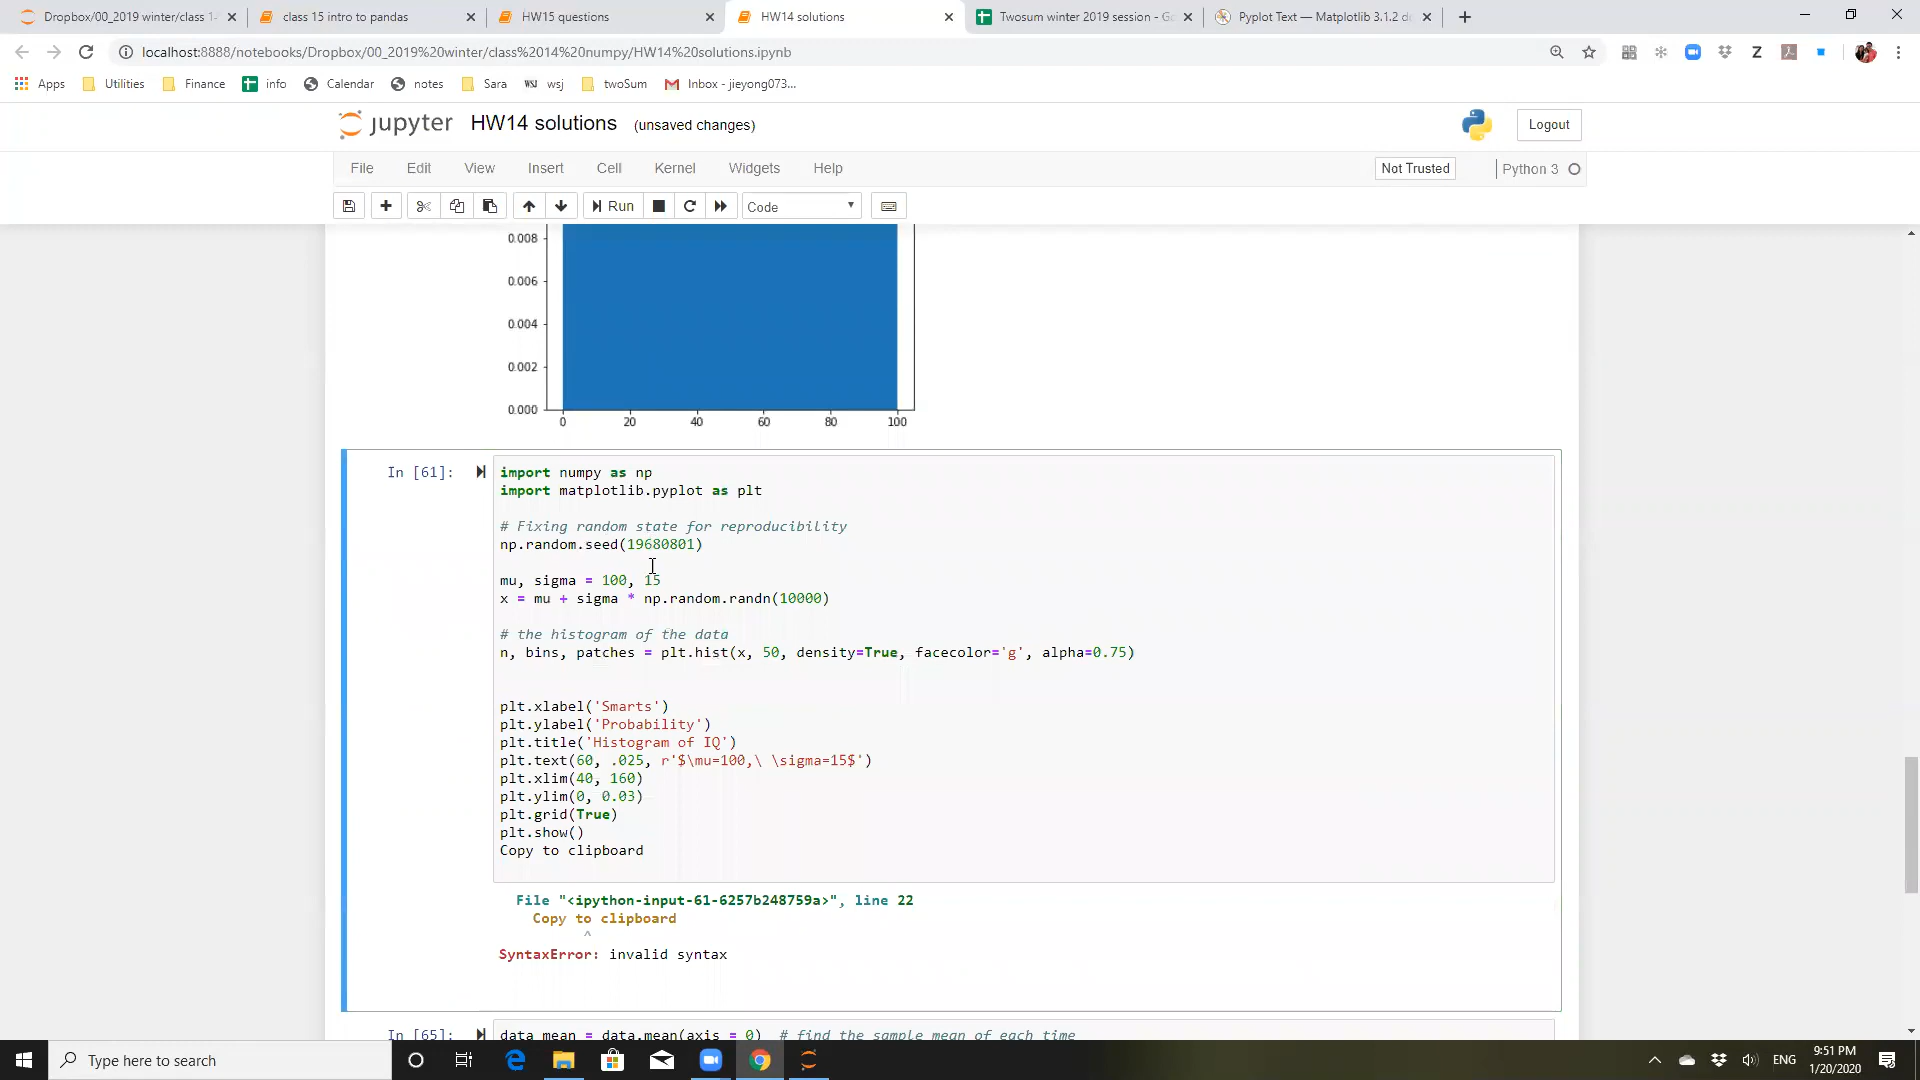 Dropbox/00_2019 winter/class 14
class 15 intro to pandas
HW15 questions
HW14 solutions
Twosum winter 2019 session - Go
Pyplot Text — Matplotlib 3.1.2 do
localhost:8888/notebooks/Dropbox/00_2019%20winter/class%2014%20numpy/HW14%20solutions.ipynb
Apps
Utilities
Finance
info
Calendar
notes
Sara
WSJ wsj
twoSum
Inbox - jieyong073...
jupyter HW14 solutions (unsaved changes)
Logout
File Edit View Insert Cell Kernel Widgets Help
Not Trusted
Python 3
Run
Code
0.008
0.006
0.004
0.002
0.000
0 20 40 60 80 100
In [61]:
import numpy as np
import matplotlib.pyplot as plt
# Fixing random state for reproducibility
np.random.seed(19680801)
mu, sigma = 100, 15
x = mu + sigma * np.random.randn(10000)
# the histogram of the data
n, bins, patches = plt.hist(x, 50, density=True, facecolor='g', alpha=0.75)
plt.xlabel('Smarts')
plt.ylabel('Probability')
plt.title('Histogram of IQ')
plt.text(60, .025, r'$\mu=100,\ \sigma=15$')
plt.xlim(40, 160)
plt.ylim(0, 0.03)
plt.grid(True)
plt.show()
Copy to clipboard
File "<ipython-input-61-6257b248759a>", line 22
Copy to clipboard
^
SyntaxError: invalid syntax
In [65]:
data_mean = data.mean(axis = 0)  # find the sample mean of each time
Type here to search
ENG
9:51 PM
1/20/2020